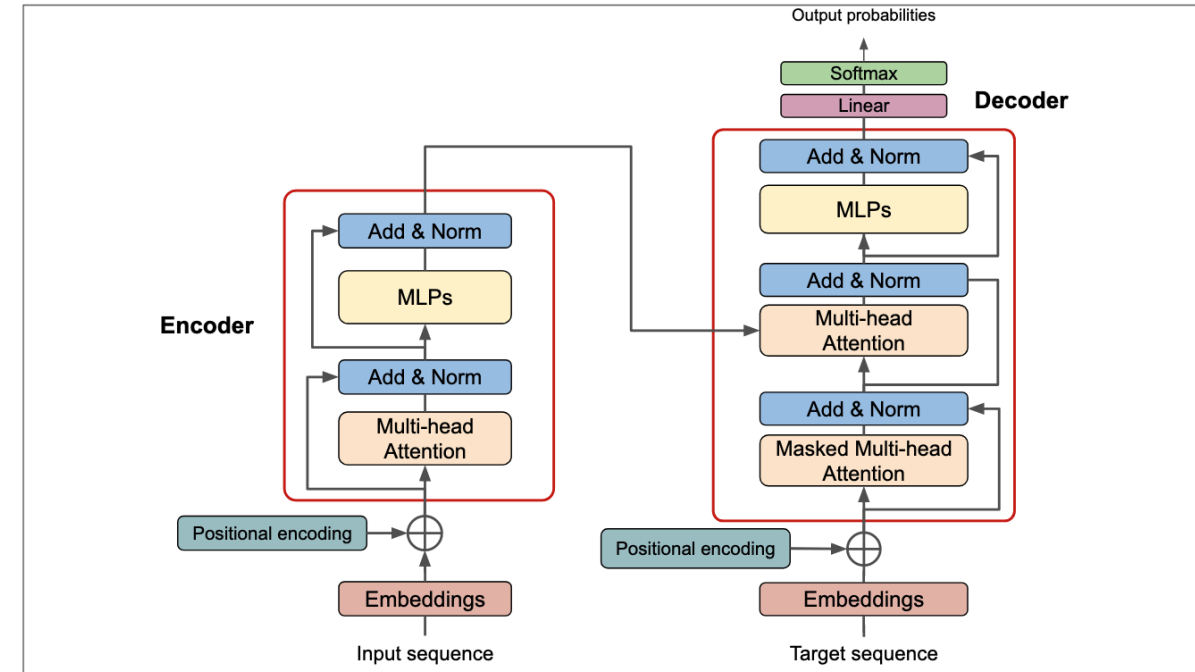 Output probabilities
Softmax
Linear
Decoder
Add & Norm
MLPs
Add & Norm
Multi-head
Attention
Add & Norm
Masked Multi-head
Attention
Positional encoding
Embeddings
Target sequence
Encoder
Add & Norm
MLPs
Add & Norm
Multi-head
Attention
Positional encoding
Embeddings
Input sequence